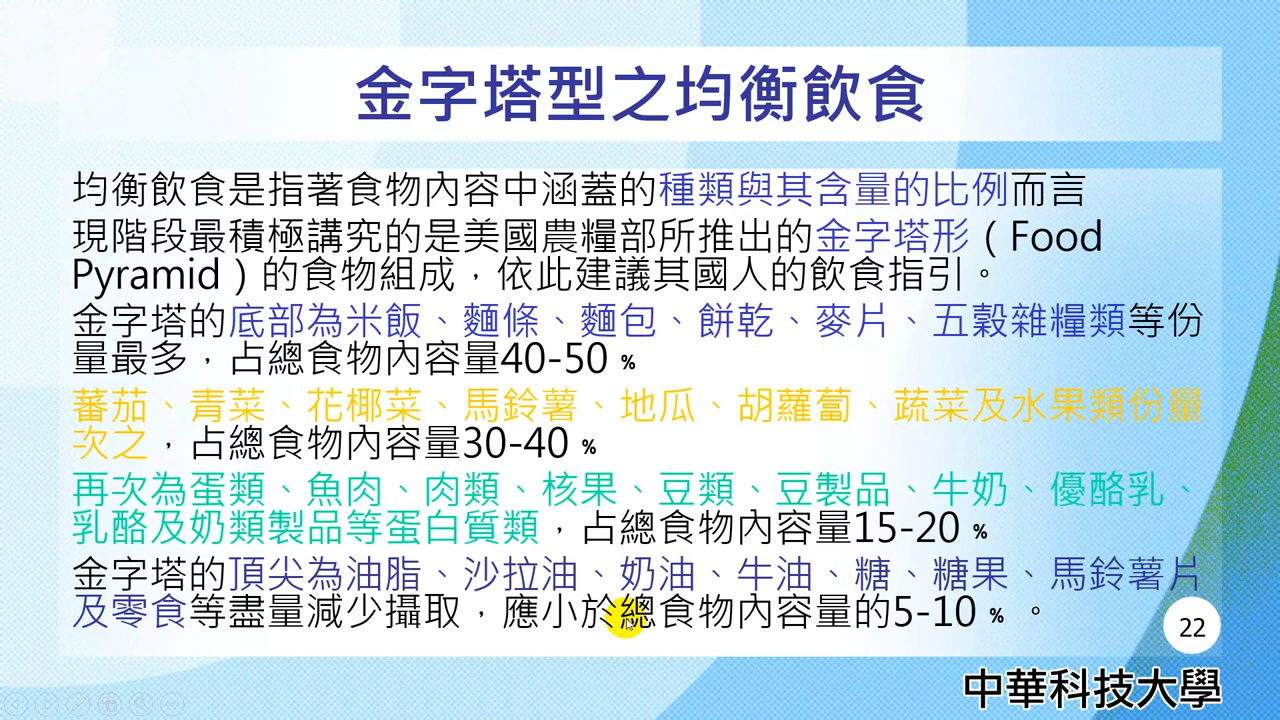 金字塔型之均衡飲食
均衡飲食是指著食物內容中涵蓋的種類與其含量的比例而言
現階段最積極講究的是美國農糧部所推出的金字塔形（Food
Pyramid）的食物組成，依此建議其國人的飲食指引。
金字塔的底部為米飯、麵條、麵包、餅乾、麥片、五穀雜糧類等份
量最多，占總食物內容量40-50﹪
蕃茄、青菜、花椰菜、馬鈴薯、地瓜、胡蘿蔔、蔬菜及水果類份量
次之，占總食物內容量30-40﹪
再次為蛋類、魚肉、肉類、核果、豆類、豆製品、牛奶、優酪乳、
乳酪及奶類製品等蛋白質類，占總食物內容量15-20﹪
金字塔的頂尖為油脂、沙拉油、奶油、牛油、糖、糖果、馬鈴薯片
及零食等盡量減少攝取，應小於總食物內容量的5-10﹪。
22
中華科技大學